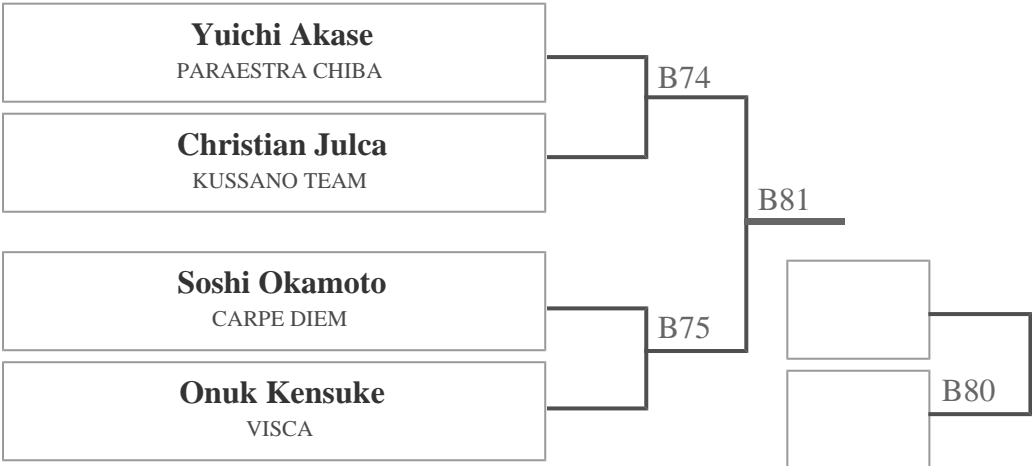 Yuichi Akase
PARAESTRA CHIBA
B74
Christian Julca
KUSSANO TEAM
B81
Soshi Okamoto
CARPE DIEM
B75
Onuk Kensuke
VISCA
B80